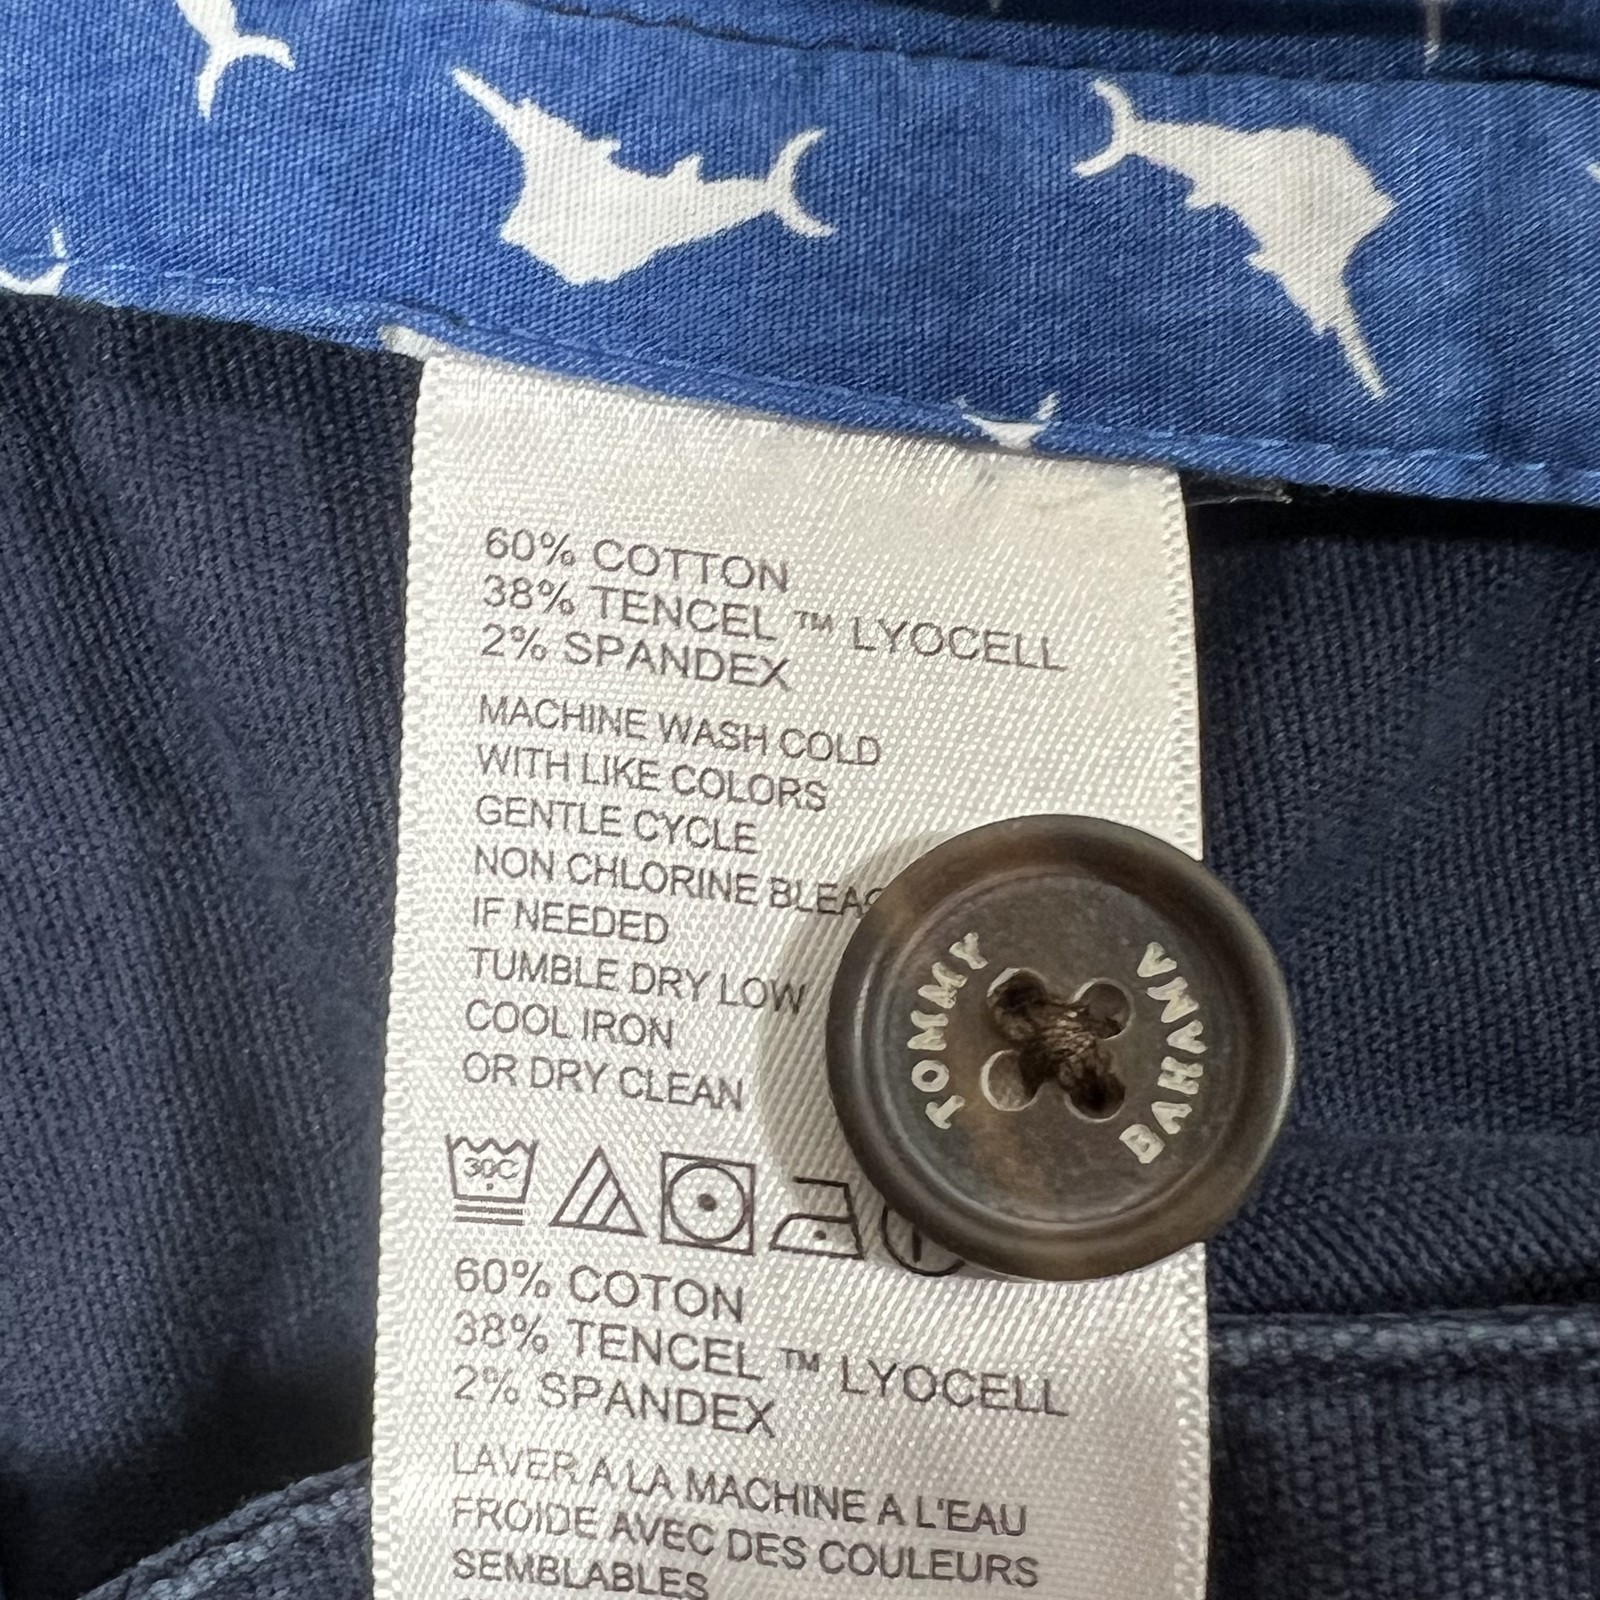 60% COTTON
38% TENCEL ™ LYOCELL
2% SPANDEX
MACHINE WASH COLD
WITH LIKE COLORS
GENTLE CYCLE
NON CHLORINE
IF NEEDED
TUMBLE DRY LOW
COOL IRON
OR DRY CLEAN
30C
60% COTON
38% TENCEL ™ LYOCELL
2% SPANDEX
LAVER A LA MACHINE A L'EAU
FROIDE AVEC DES COULEURS
SEMBLABLES
TOMMY
BAHAMA